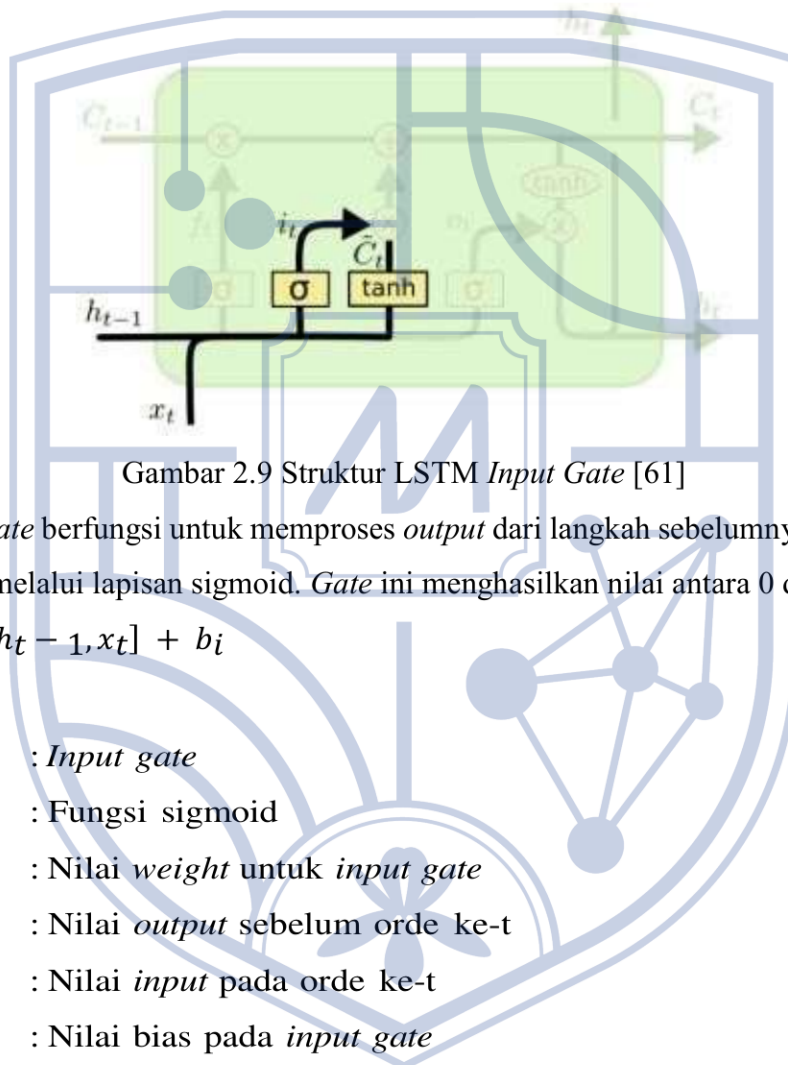 h_t
C_{t-1}
C_t
tanh
i_t
C̃_t
σ
tanh
σ
σ
h_{t-1}
h_t
x_t
Gambar 2.9 Struktur LSTM Input Gate [61]
ate berfungsi untuk memproses output dari langkah sebelumny
melalui lapisan sigmoid. Gate ini menghasilkan nilai antara 0 d
h_t − 1, x_t] + b_i
: Input gate
: Fungsi sigmoid
: Nilai weight untuk input gate
: Nilai output sebelum orde ke-t
: Nilai input pada orde ke-t
: Nilai bias pada input gate